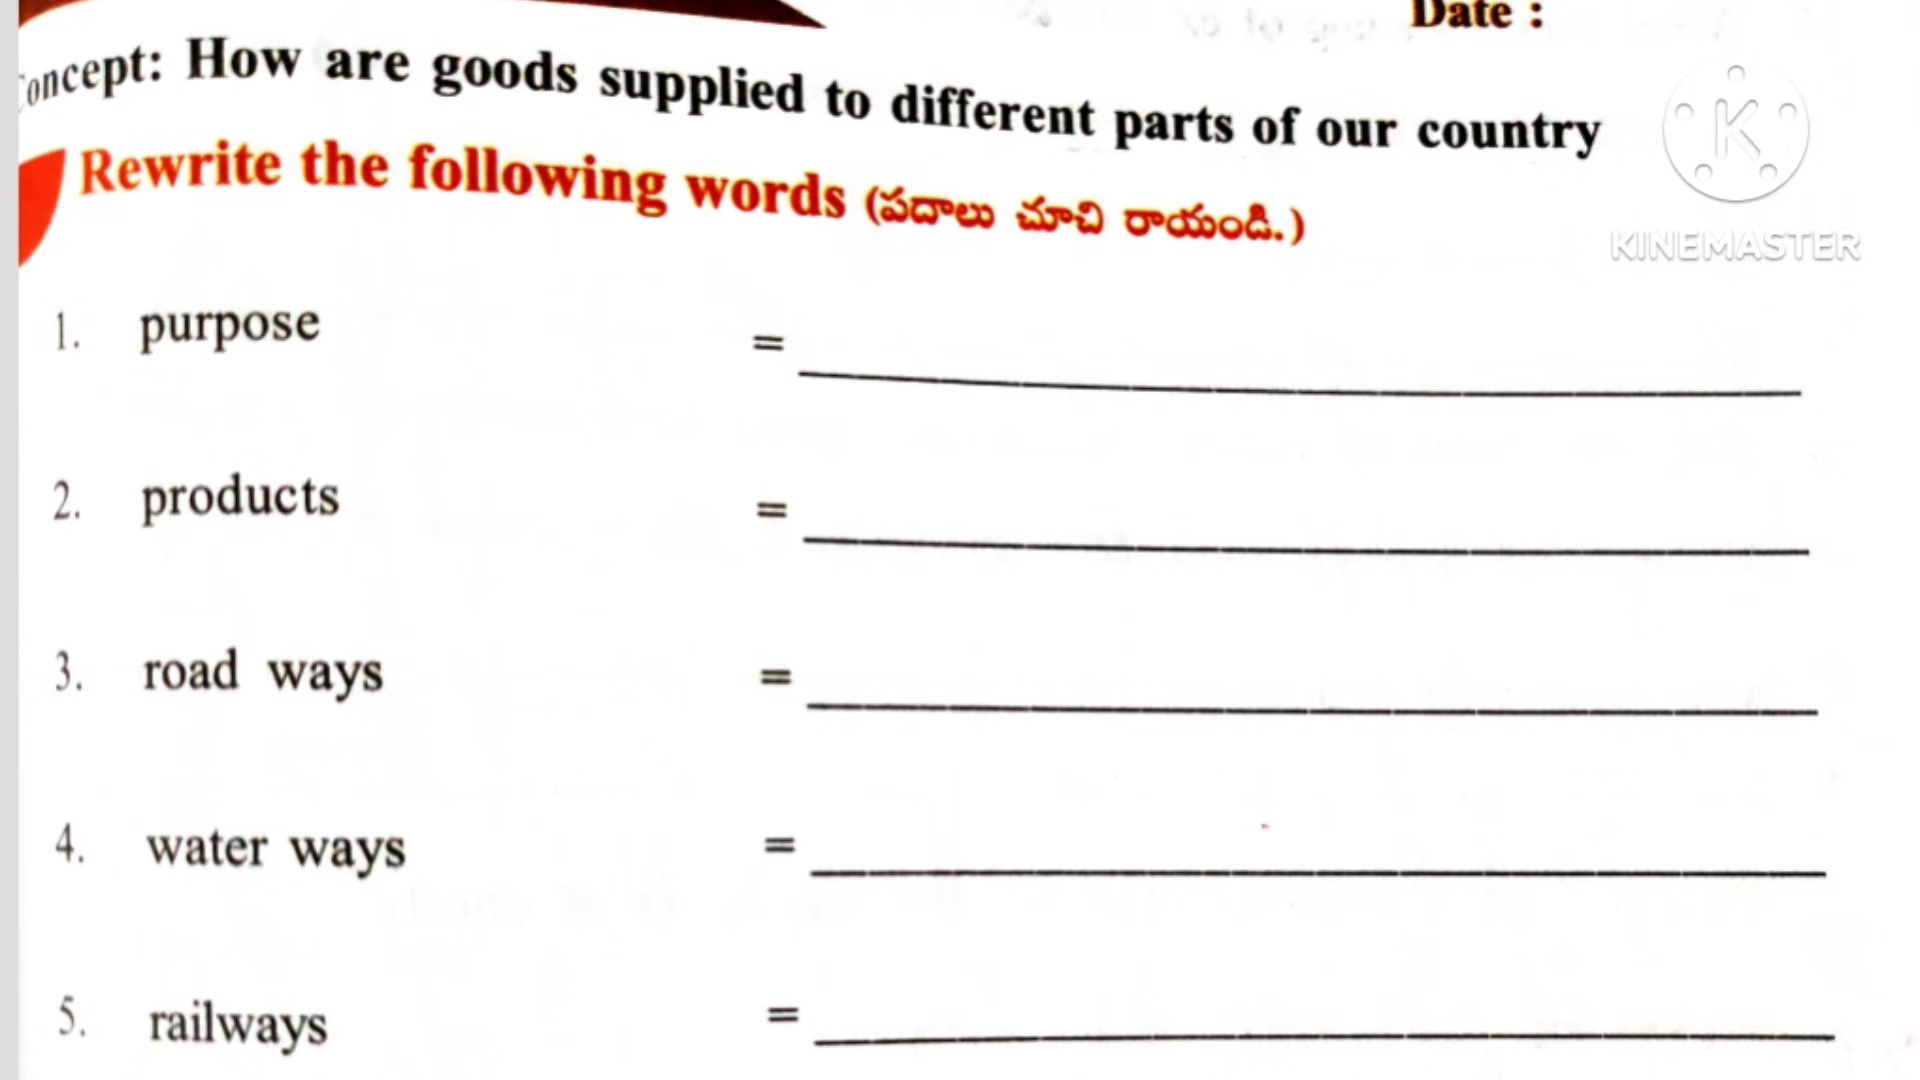 Date :
oncept: How are goods supplied to different parts of our country
K
KINEMASTER
Rewrite the following words (పదాలు చూచి రాయండి.)
1. purpose =
2. products =
3. road ways =
4. water ways =
5. railways =